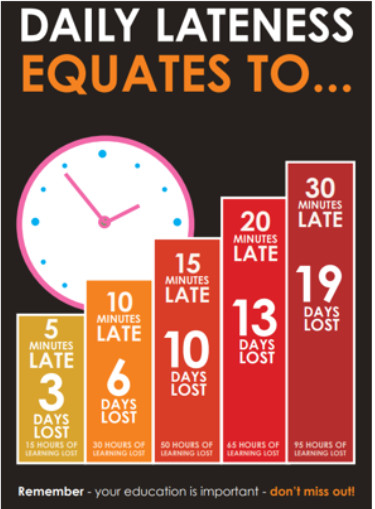 DAILY LATENESS
EQUATES TO...
5
MINUTES
LATE
3
DAYS
LOST
15 HOURS OF
LEARNING LOST
10
MINUTES
LATE
6
DAYS
LOST
30 HOURS OF
LEARNING LOST
15
MINUTES
LATE
10
DAYS
LOST
50 HOURS OF
LEARNING LOST
20
MINUTES
LATE
13
DAYS
LOST
65 HOURS OF
LEARNING LOST
30
MINUTES
LATE
19
DAYS
LOST
95 HOURS OF
LEARNING LOST
Remember - your education is important - don't miss out!